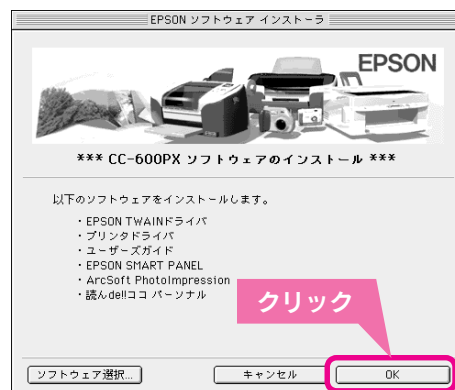 EPSON ソフトウェア インストーラ
EPSON
*** CC-600PX ソフトウェアのインストール ***
以下のソフトウェアをインストールします。
・EPSON TWAINドライバ
・プリンタドライバ
・ユーザーズガイド
・EPSON SMART PANEL
・ArcSoft PhotoImpression
・読んde!!ココ パーソナル
クリック
ソフトウェア選択...
キャンセル
OK